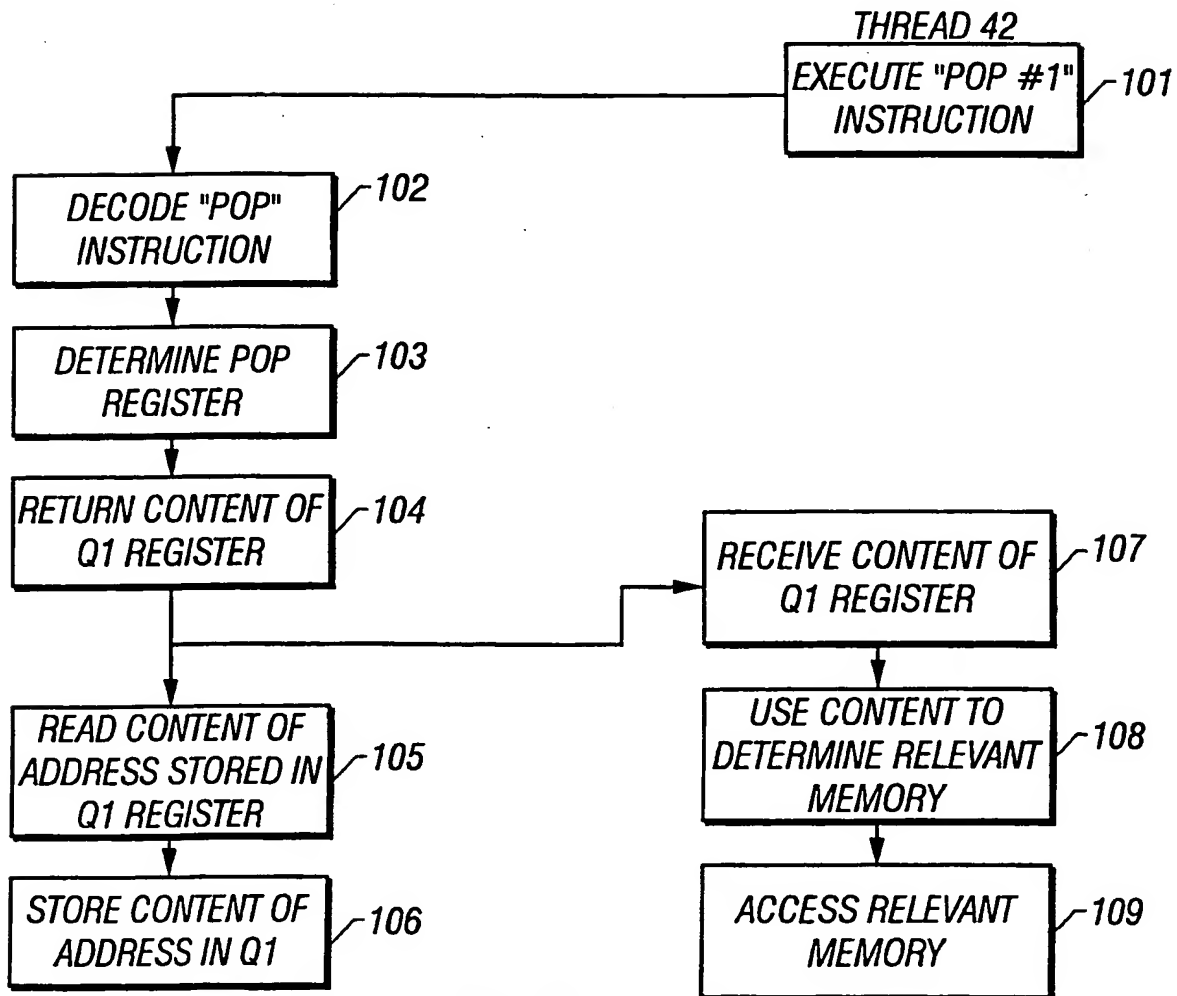 THREAD 42
EXECUTE "POP #1"
INSTRUCTION
101
DECODE "POP"
INSTRUCTION
102
DETERMINE POP
REGISTER
103
RETURN CONTENT OF
Q1 REGISTER
104
READ CONTENT OF
ADDRESS STORED IN
Q1 REGISTER
105
STORE CONTENT OF
ADDRESS IN Q1
106
RECEIVE CONTENT OF
Q1 REGISTER
107
USE CONTENT TO
DETERMINE RELEVANT
MEMORY
108
ACCESS RELEVANT
MEMORY
109